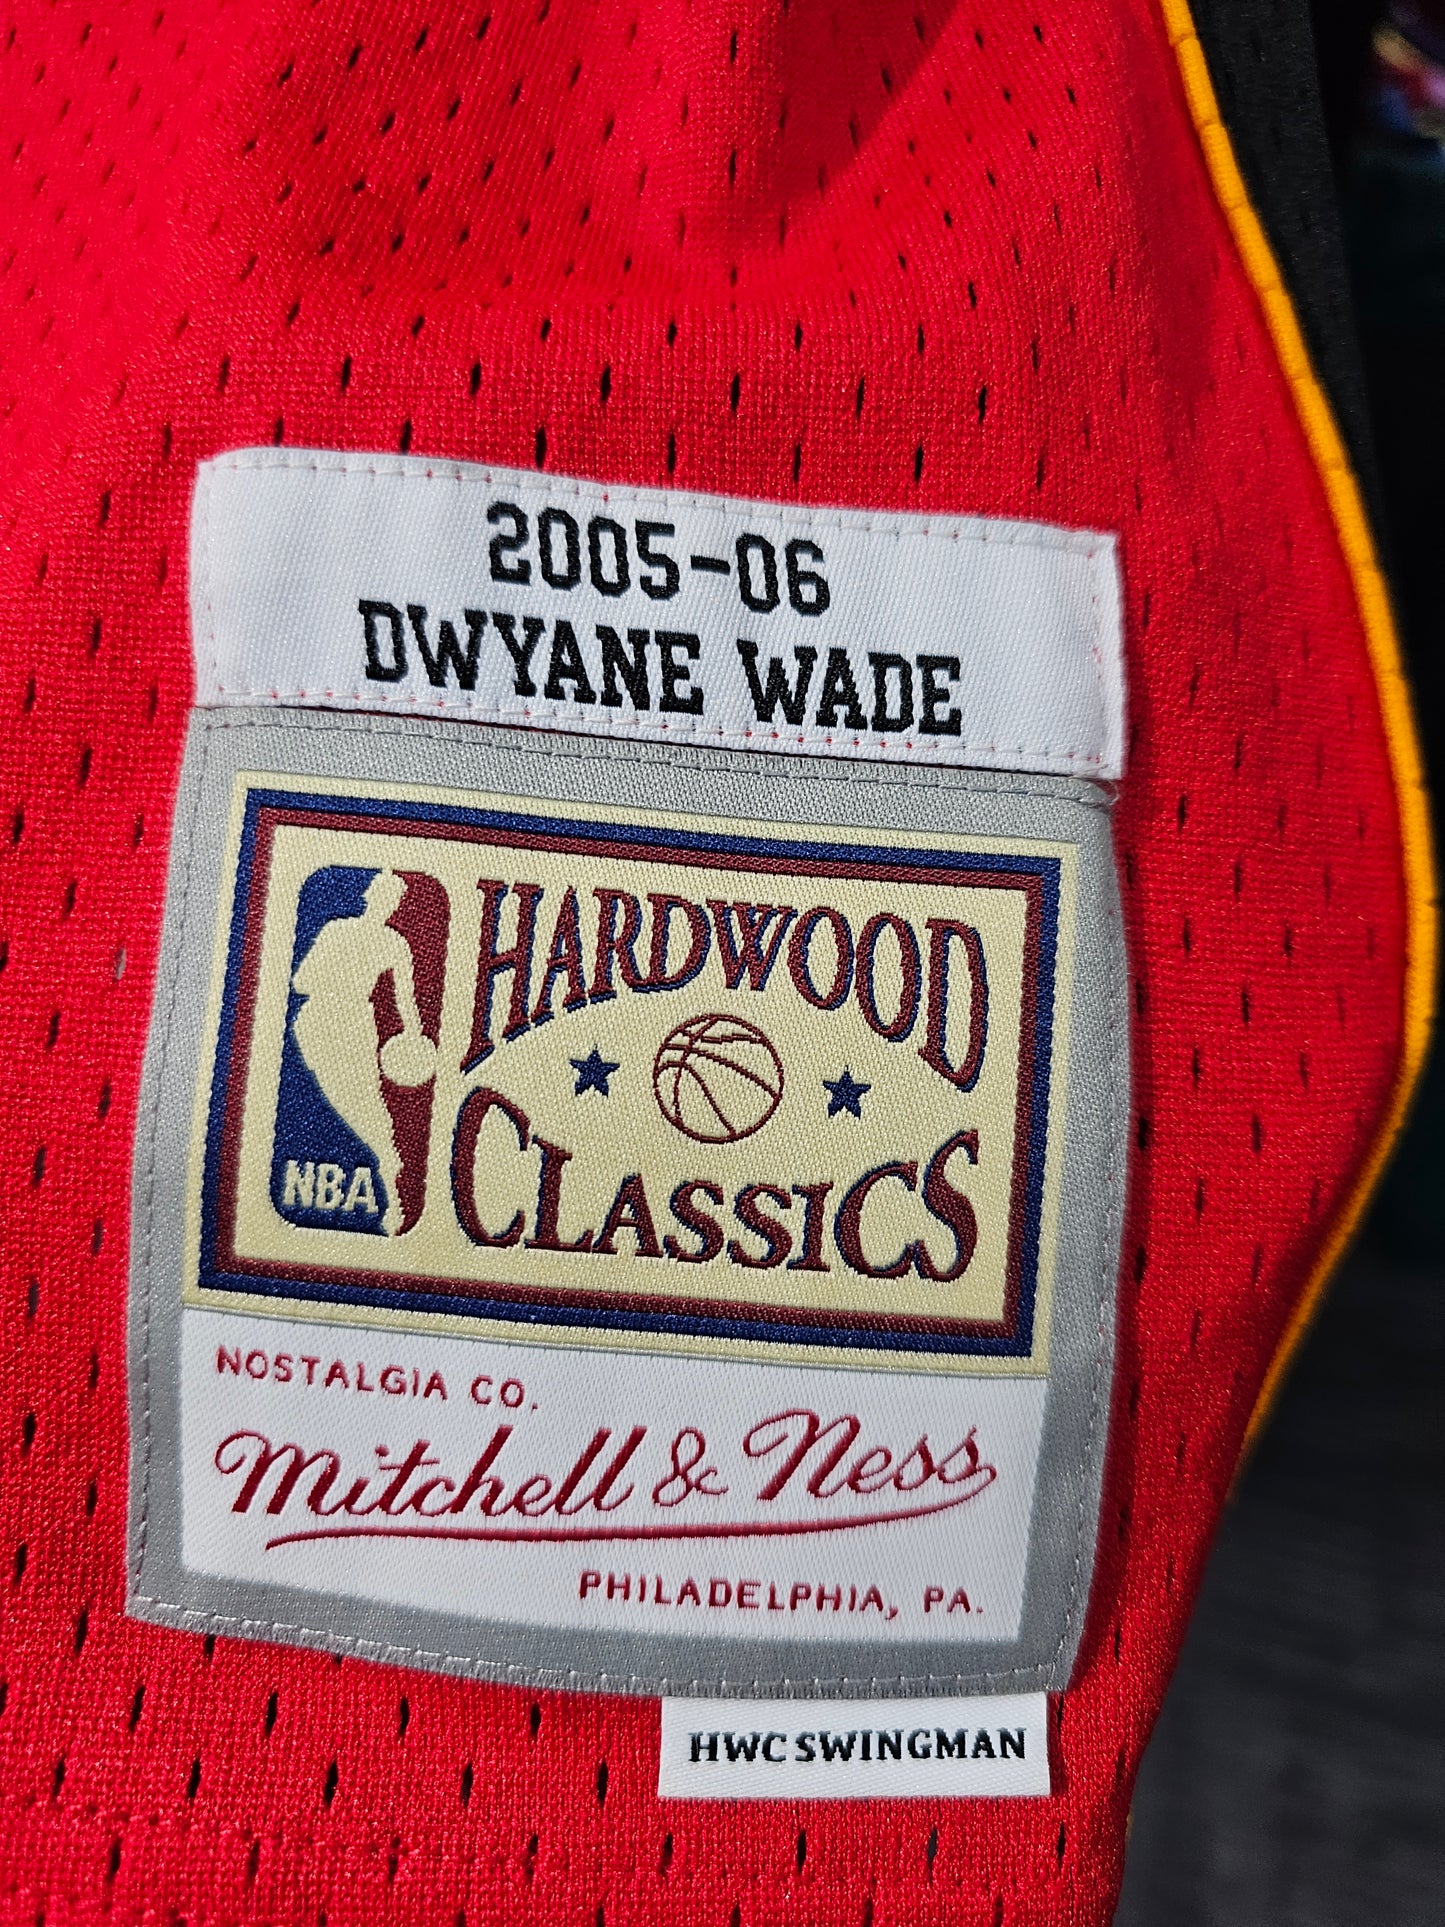 2005-06
DWYANE WADE
HARDWOOD
CLASSICS
NBA
NOSTALGIA CO.
Mitchell & Ness
PHILADELPHIA, PA.
HWC SWINGMAN